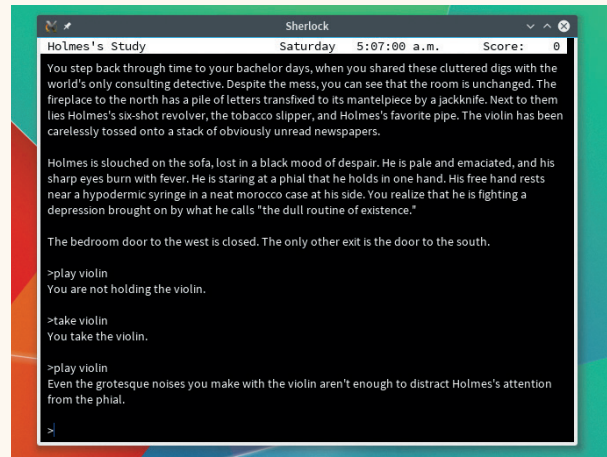 Sherlock
Holmes's Study Saturday 5:07:00 a.m. Score: 0
You step back through time to your bachelor days, when you shared these cluttered digs with the
world's only consulting detective. Despite the mess, you can see that the room is unchanged. The
fireplace to the north has a pile of letters transfixed to its mantelpiece by a jackknife. Next to them
lies Holmes's six-shot revolver, the tobacco slipper, and Holmes's favorite pipe. The violin has been
carelessly tossed onto a stack of obviously unread newspapers.
Holmes is slouched on the sofa, lost in a black mood of despair. He is pale and emaciated, and his
sharp eyes burn with fever. He is staring at a phial that he holds in one hand. His free hand rests
near a hypodermic syringe in a neat morocco case at his side. You realize that he is fighting a
depression brought on by what he calls "the dull routine of existence."
The bedroom door to the west is closed. The only other exit is the door to the south.
>play violin
You are not holding the violin.
>take violin
You take the violin.
>play violin
Even the grotesque noises you make with the violin aren't enough to distract Holmes's attention
from the phial.
>